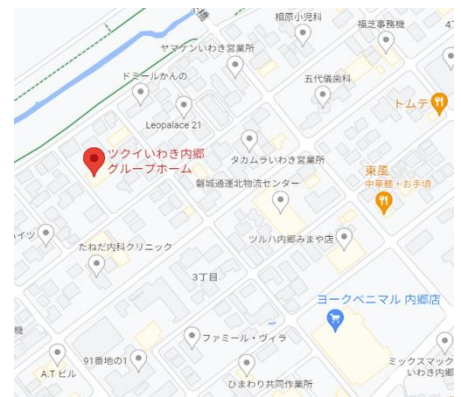 橋
相原小児科
福芝事務機
4丁
ヤマケンいわき営業所
ドミールかんの
五代儀歯科
トムテ
Leopalace 21
ツクイいわき内郷
グループホーム
タカムラいわき営業所
磐城通運北物流センター
東風
中華麺・お手頃
ハイツ
たねだ内科クリニック
ツルハ内郷みまや店
3丁目
ヨークベニマル 内郷店
機
ファミール・ヴィラ
91番地の1
A.T ビル
ひまわり共同作業所
ミックスマック
いわき内郷